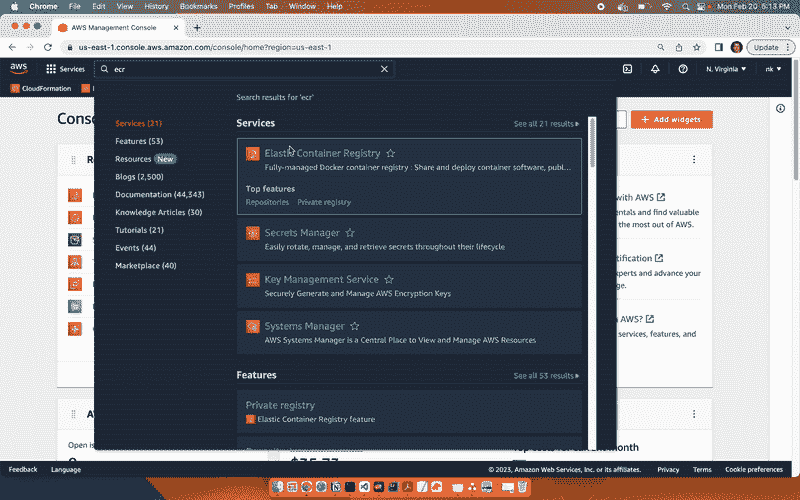 Chrome File Edit View History Bookmarks Profiles Tab Window Help Mon Feb 20 5:13 PM
AWS Management Console
us-east-1.console.aws.amazon.com/console/home?region=us-east-1
Update
aws
Services
ecr
N. Virginia
nk
CloudFormation
Search results for 'ecr'
Services (21)
Features (53)
Resources New
Blogs (2,500)
Documentation (44,343)
Knowledge Articles (30)
Tutorials (21)
Events (44)
Marketplace (40)
Services
See all 21 results
Elastic Container Registry
Fully-managed Docker container registry : Share and deploy container software, publ...
Top features
Repositories Private registry
Secrets Manager
Easily rotate, manage, and retrieve secrets throughout their lifecycle
Key Management Service
Securely Generate and Manage AWS Encryption Keys
Systems Manager
AWS Systems Manager is a Central Place to View and Manage AWS Resources
Features
See all 53 results
Private registry
Elastic Container Registry feature
Conso
Add widgets
with AWS
entals and find valuable
the most out of AWS.
tification
xperts and advance your
AWS?
services, features, and
Open is
month
Feedback Language
© 2023, Amazon Web Services, Inc. or its affiliates.
Privacy Terms Cookie preferences